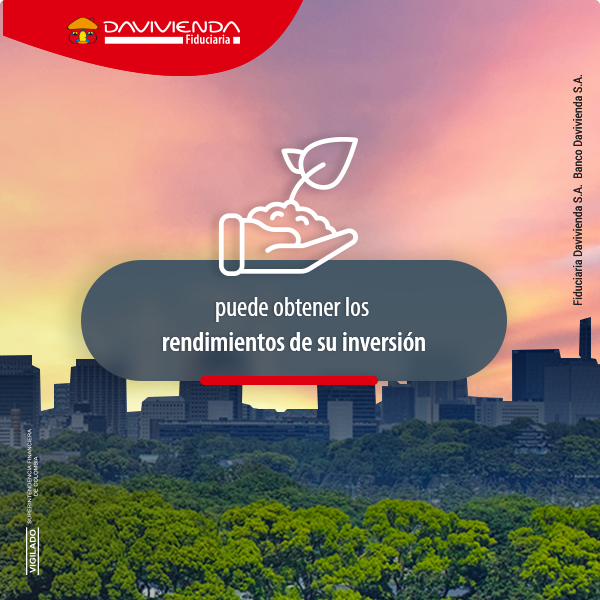 DAVIVIENDA
Fiduciaria
Fiduciaria Davivienda S.A. Banco Davivienda S.A.
puede obtener los
rendimientos de su inversión
VIGILADO
SUPERINTENDENCIA FINANCIERA
DE COLOMBIA